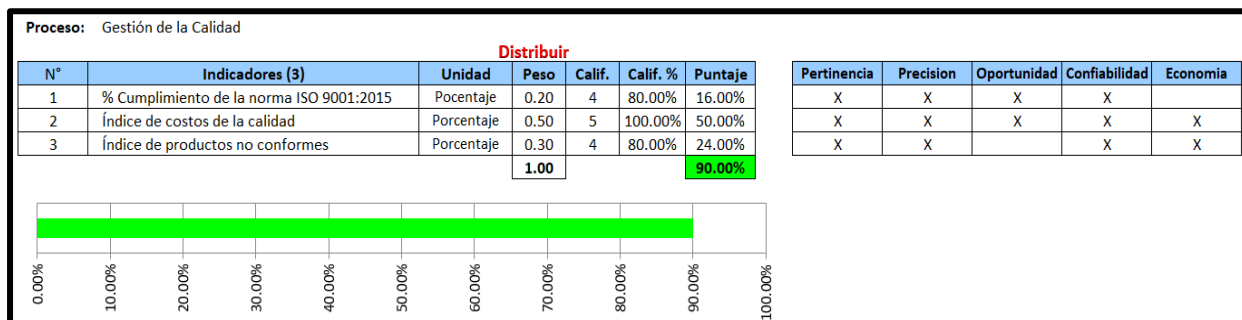 Proceso: Gestión de la Calidad
Distribuir
N° Indicadores (3) Unidad Peso Calif. Calif. % Puntaje Pertinencia Precision Oportunidad Confiabilidad Economia
1 % Cumplimiento de la norma ISO 9001:2015 Pocentaje 0.20 4 80.00% 16.00% X X X X
2 Índice de costos de la calidad Porcentaje 0.50 5 100.00% 50.00% X X X X X
3 Índice de productos no conformes Porcentaje 0.30 4 80.00% 24.00% X X X X
1.00 90.00%
0.00% 10.00% 20.00% 30.00% 40.00% 50.00% 60.00% 70.00% 80.00% 90.00% 100.00%